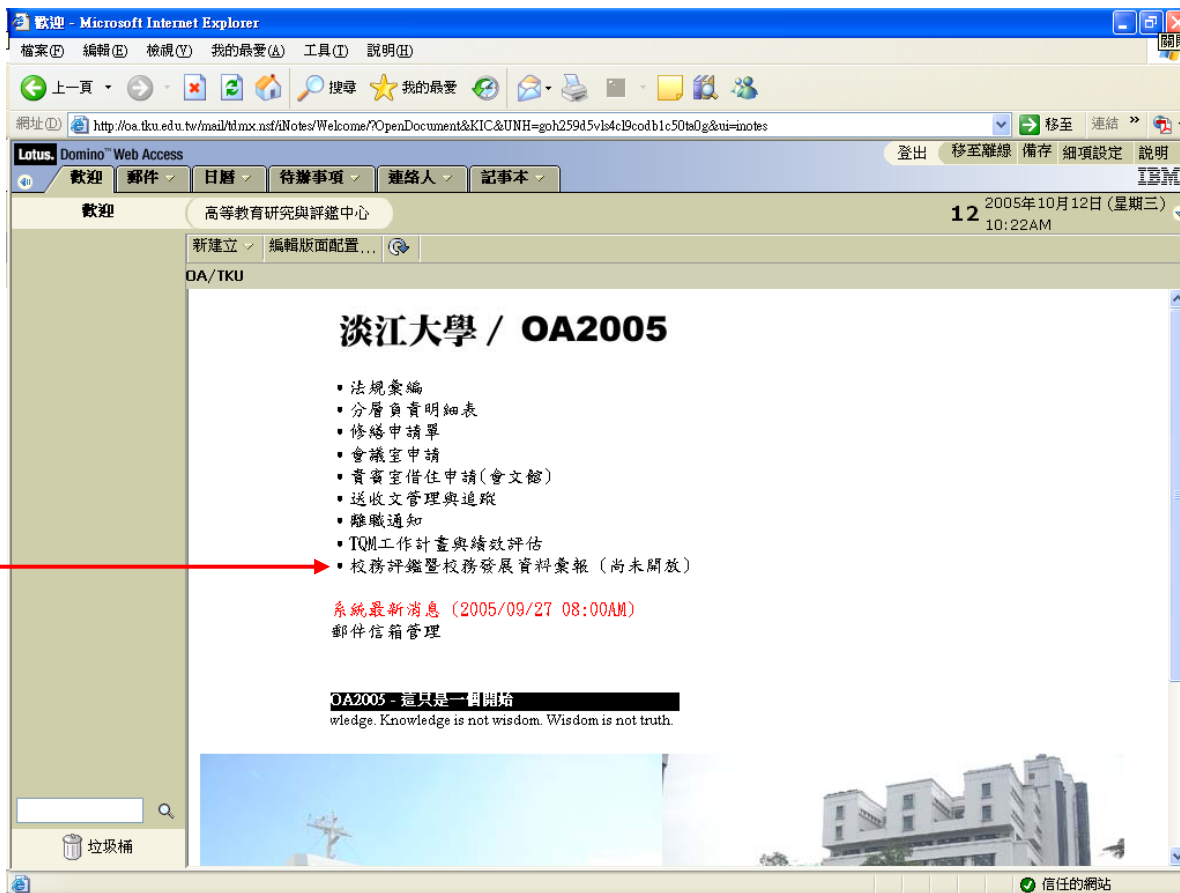 歡迎 - Microsoft Internet Explorer
檔案(F) 編輯(E) 檢視(V) 我的最愛(A) 工具(T) 說明(H)
關
上一頁 搜尋 我的最愛
網址(D) http://oa.tku.edu.tw/mail/tdmx.nsf/iNotes/Welcome/?OpenDocument&KIC&UNH=goh259d5vls4cl9codb1c50ta0g&ui=inotes 移至 連結 »
Lotus. Domino™ Web Access 登出 移至離線 備存 細項設定 說明
歡迎 郵件 日曆 待辦事項 連絡人 記事本 IBM
歡迎 高等教育研究與評鑑中心 12 2005年10月12日 (星期三)
10:22AM
新建立 編輯版面配置...
OA/TKU
淡江大學 / OA2005
• 法規彙編
• 分層負責明細表
• 修繕申請單
• 會議室申請
• 貴賓室借住申請(會文館)
• 送收文管理與追蹤
• 離職通知
• TQM工作計畫與績效評估
• 校務評鑑暨校務發展資料彙報 (尚未開放)
系統最新消息 (2005/09/27 08:00AM)
郵件信箱管理
OA2005 - 這只是一個開始
wledge. Knowledge is not wisdom. Wisdom is not truth.
垃圾桶
信任的網站